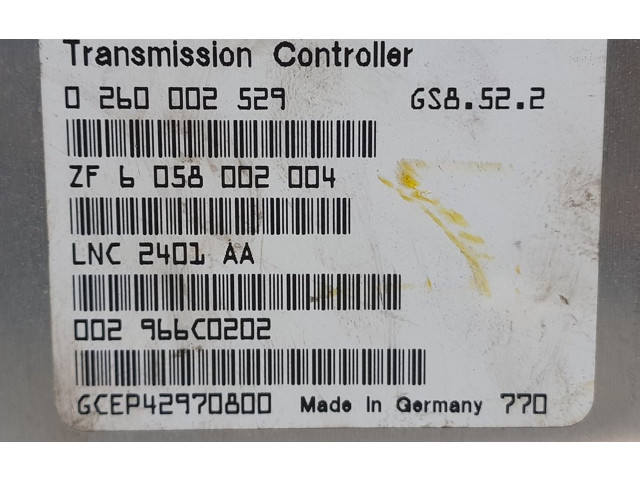 Transmission Controller
0 260 002 529 GS8.52.2
ZF 6 058 002 004
LNC 2401 AA
002 966C0202
GCEP42970800 Made In Germany 770